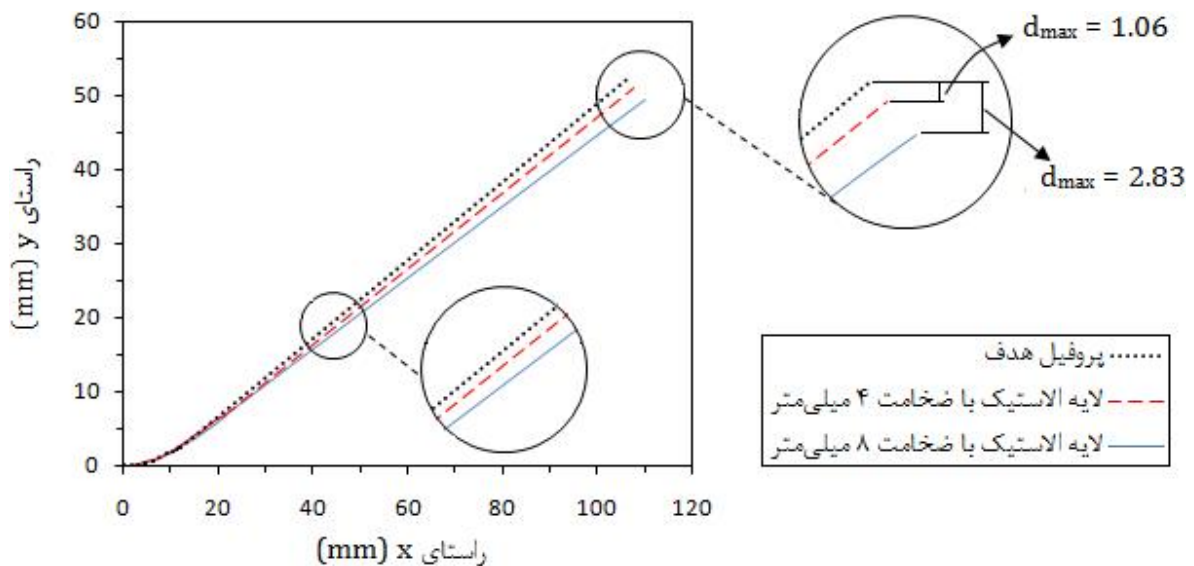 60
50
40
30
20
10
0
راستای y (mm)
0 20 40 60 80 100 120
راستای x (mm)
d_max = 1.06
d_max = 2.83
پروفیل هدف
لایه الاستیک با ضخامت ۴ میلی‌متر
لایه الاستیک با ضخامت ۸ میلی‌متر